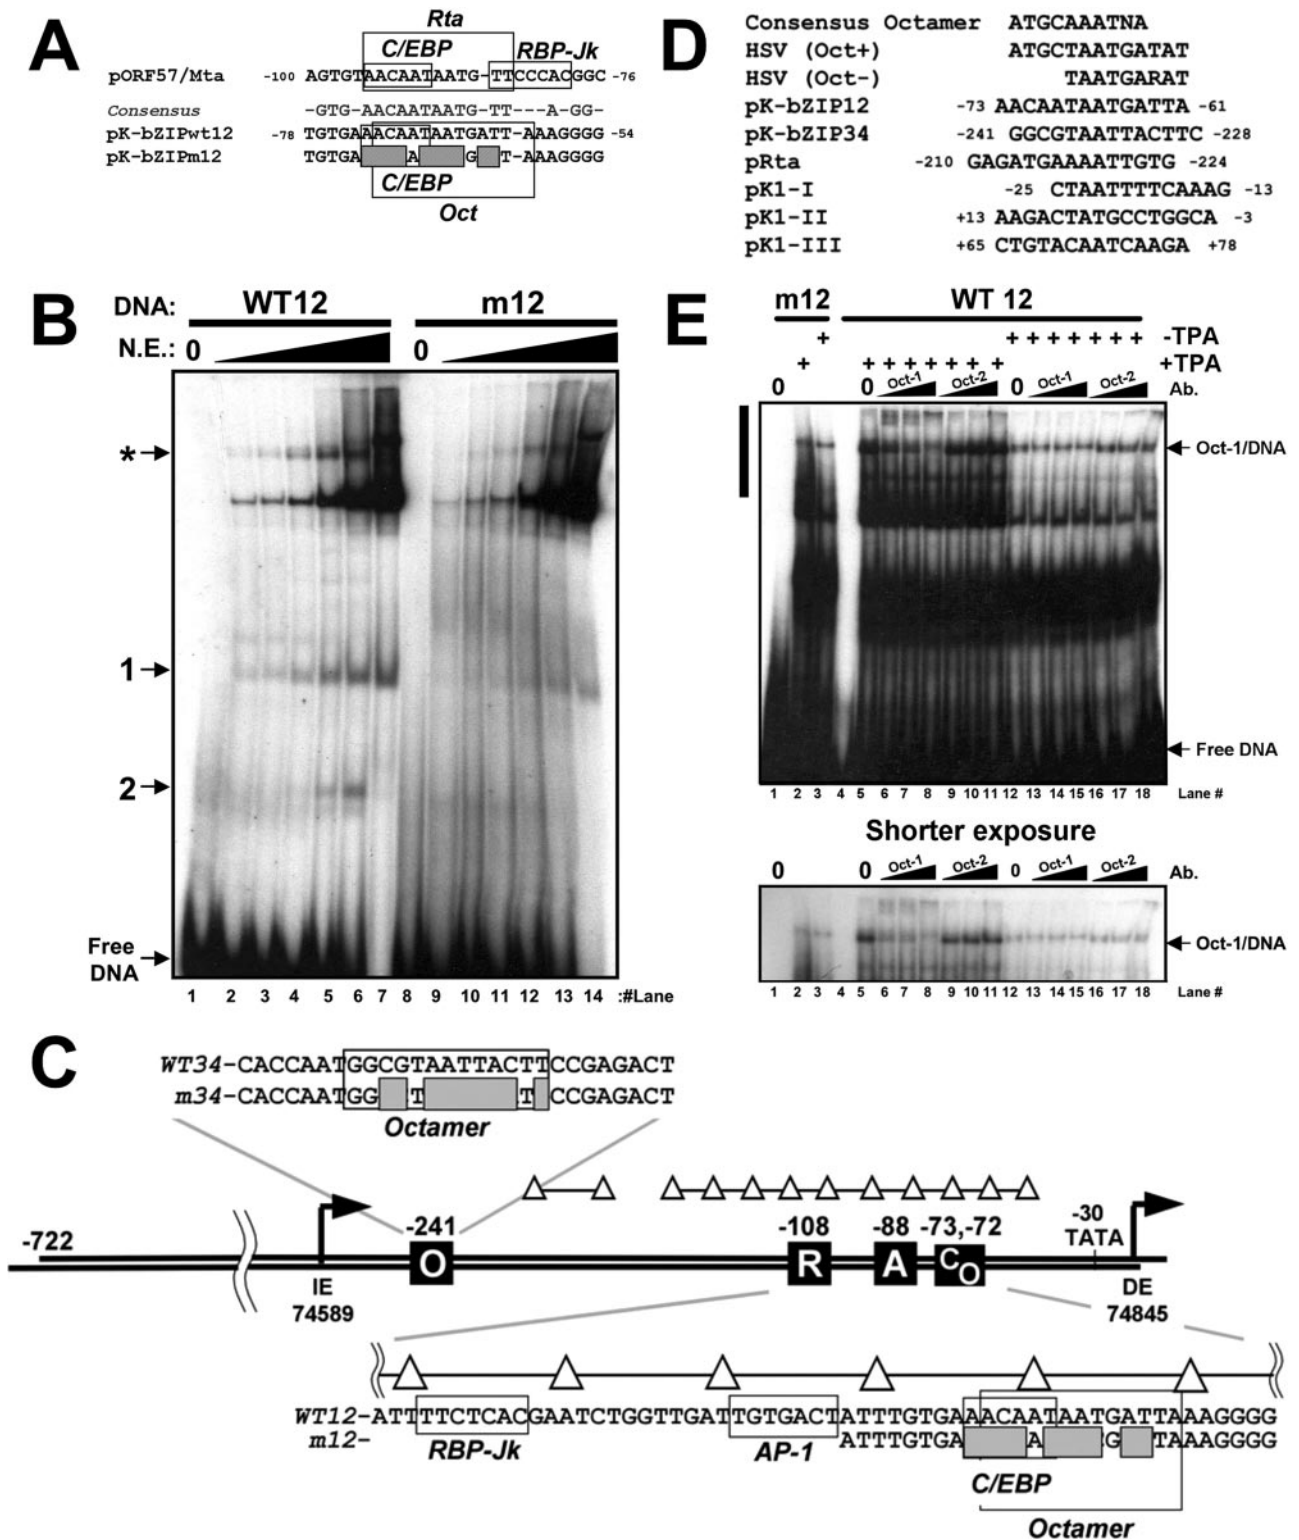 A
Rta
C/EBP
RBP-Jk
pORF57/Mta -100 AGTGTAACAATAATG-TTCCCACGGC -76
Consensus -GTG-AACAATAATG-TT---A-GG-
pK-bZIPwt12 -78 TGTGAAACAATAATGATT-AAAGGGG -54
pK-bZIPm12 TGTGA A G T-AAAGGGG
C/EBP
Oct
D
Consensus Octamer ATGCAAATNA
HSV (Oct+) ATGCTAATGATAT
HSV (Oct-) TAATGARAT
pK-bZIP12 -73 AACAATAATGATTA -61
pK-bZIP34 -241 GGCGTAATTACTTC -228
pRta -210 GAGATGAAAATTGTG -224
pK1-I -25 CTAATTTTCAAAG -13
pK1-II +13 AAGACTATGCCTGGCA -3
pK1-III +65 CTGTACAATCAAGA +78
B
DNA: WT12 m12
N.E.: 0 0
*
1
2
Free DNA
1 2 3 4 5 6 7 8 9 10 11 12 13 14 :#Lane
E
m12 WT 12
+ + + + + + + + -TPA
+ + + + + + + + +TPA
0 0 Oct-1 Oct-2 0 Oct-1 Oct-2 Ab.
Oct-1/DNA
Free DNA
1 2 3 4 5 6 7 8 9 10 11 12 13 14 15 16 17 18 Lane #
Shorter exposure
0 0 Oct-1 Oct-2 0 Oct-1 Oct-2 Ab.
Oct-1/DNA
1 2 3 4 5 6 7 8 9 10 11 12 13 14 15 16 17 18 Lane #
C
WT34-CACCAATGGCGTAATTACTTCCGAGACT
m34-CACCAATGG T T CCGAGACT
Octamer
-722
-241
-108
-88
-73,-72
-30
TATA
O
R
A
C O
IE
74589
DE
74845
WT12-ATTTTCTCACGAATCTGGTTGATTGTGACTATTTGTGAAACAATAATGATTAAAGGGG
m12- ATTTGTGA A G TAAAGGGG
RBP-Jk
AP-1
C/EBP
Octamer